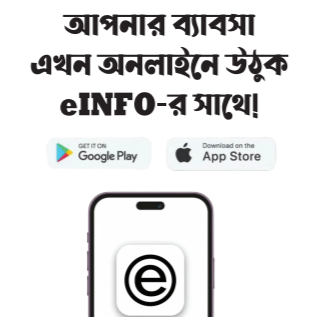 আপনার ব্যাবসা
এখন অনলাইনে উঠুক
eINFO-র সাথে!
GET IT ON
Google Play
Download on the
App Store
e